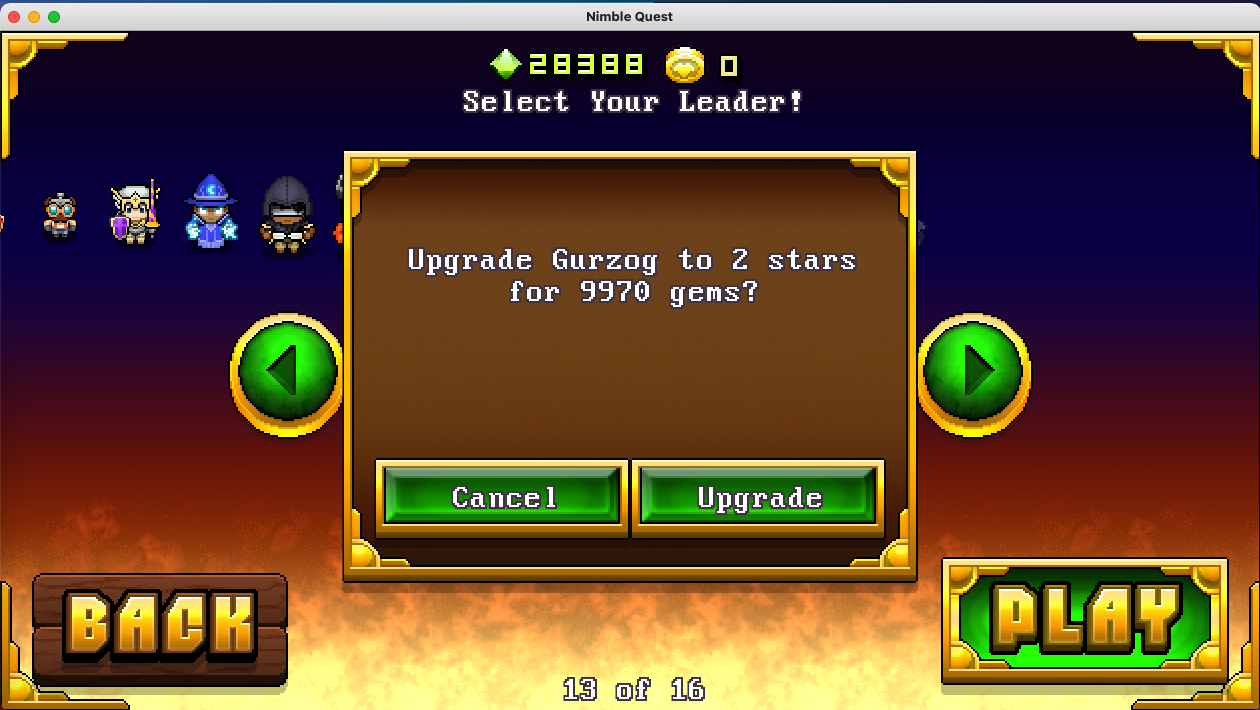 Nimble Quest
28388 0
Select Your Leader!
Upgrade Gurzog to 2 stars
for 9970 gems?
Cancel Upgrade
BACK PLAY
13 of 16